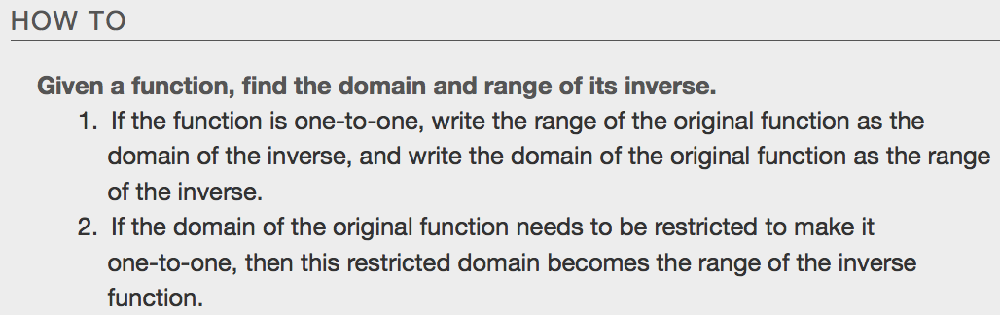 HOW TO
Given a function, find the domain and range of its inverse.
1. If the function is one-to-one, write the range of the original function as the
domain of the inverse, and write the domain of the original function as the range
of the inverse.
2. If the domain of the original function needs to be restricted to make it
one-to-one, then this restricted domain becomes the range of the inverse
function.